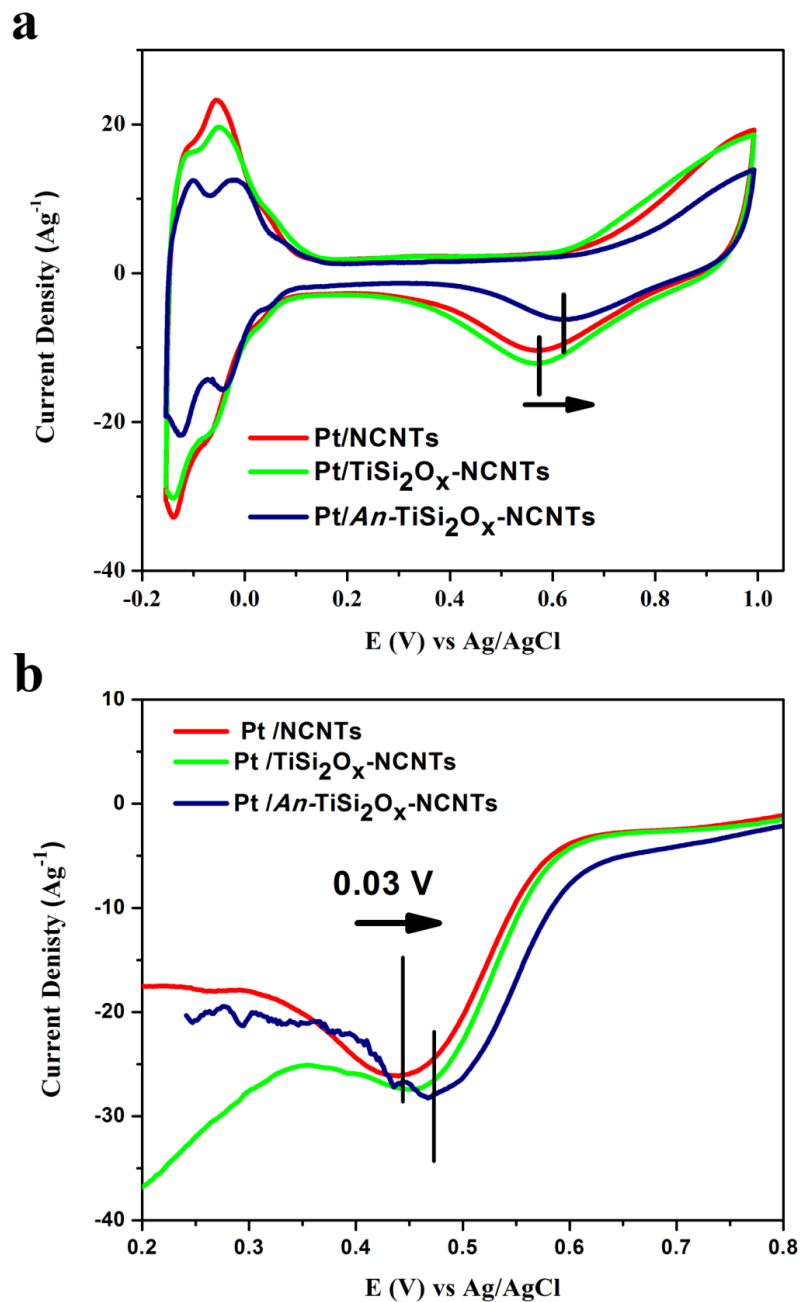 a
Current Density (Ag⁻¹)
20
0
-20
-40
-0.2 0.0 0.2 0.4 0.6 0.8 1.0
E (V) vs Ag/AgCl
Pt/NCNTs
Pt/TiSi₂Oₓ-NCNTs
Pt/An-TiSi₂Oₓ-NCNTs
b
Current Denisty (Ag⁻¹)
10
0
-10
-20
-30
-40
Pt /NCNTs
Pt /TiSi₂Oₓ-NCNTs
Pt /An-TiSi₂Oₓ-NCNTs
0.03 V
0.2 0.3 0.4 0.5 0.6 0.7 0.8
E (V) vs Ag/AgCl